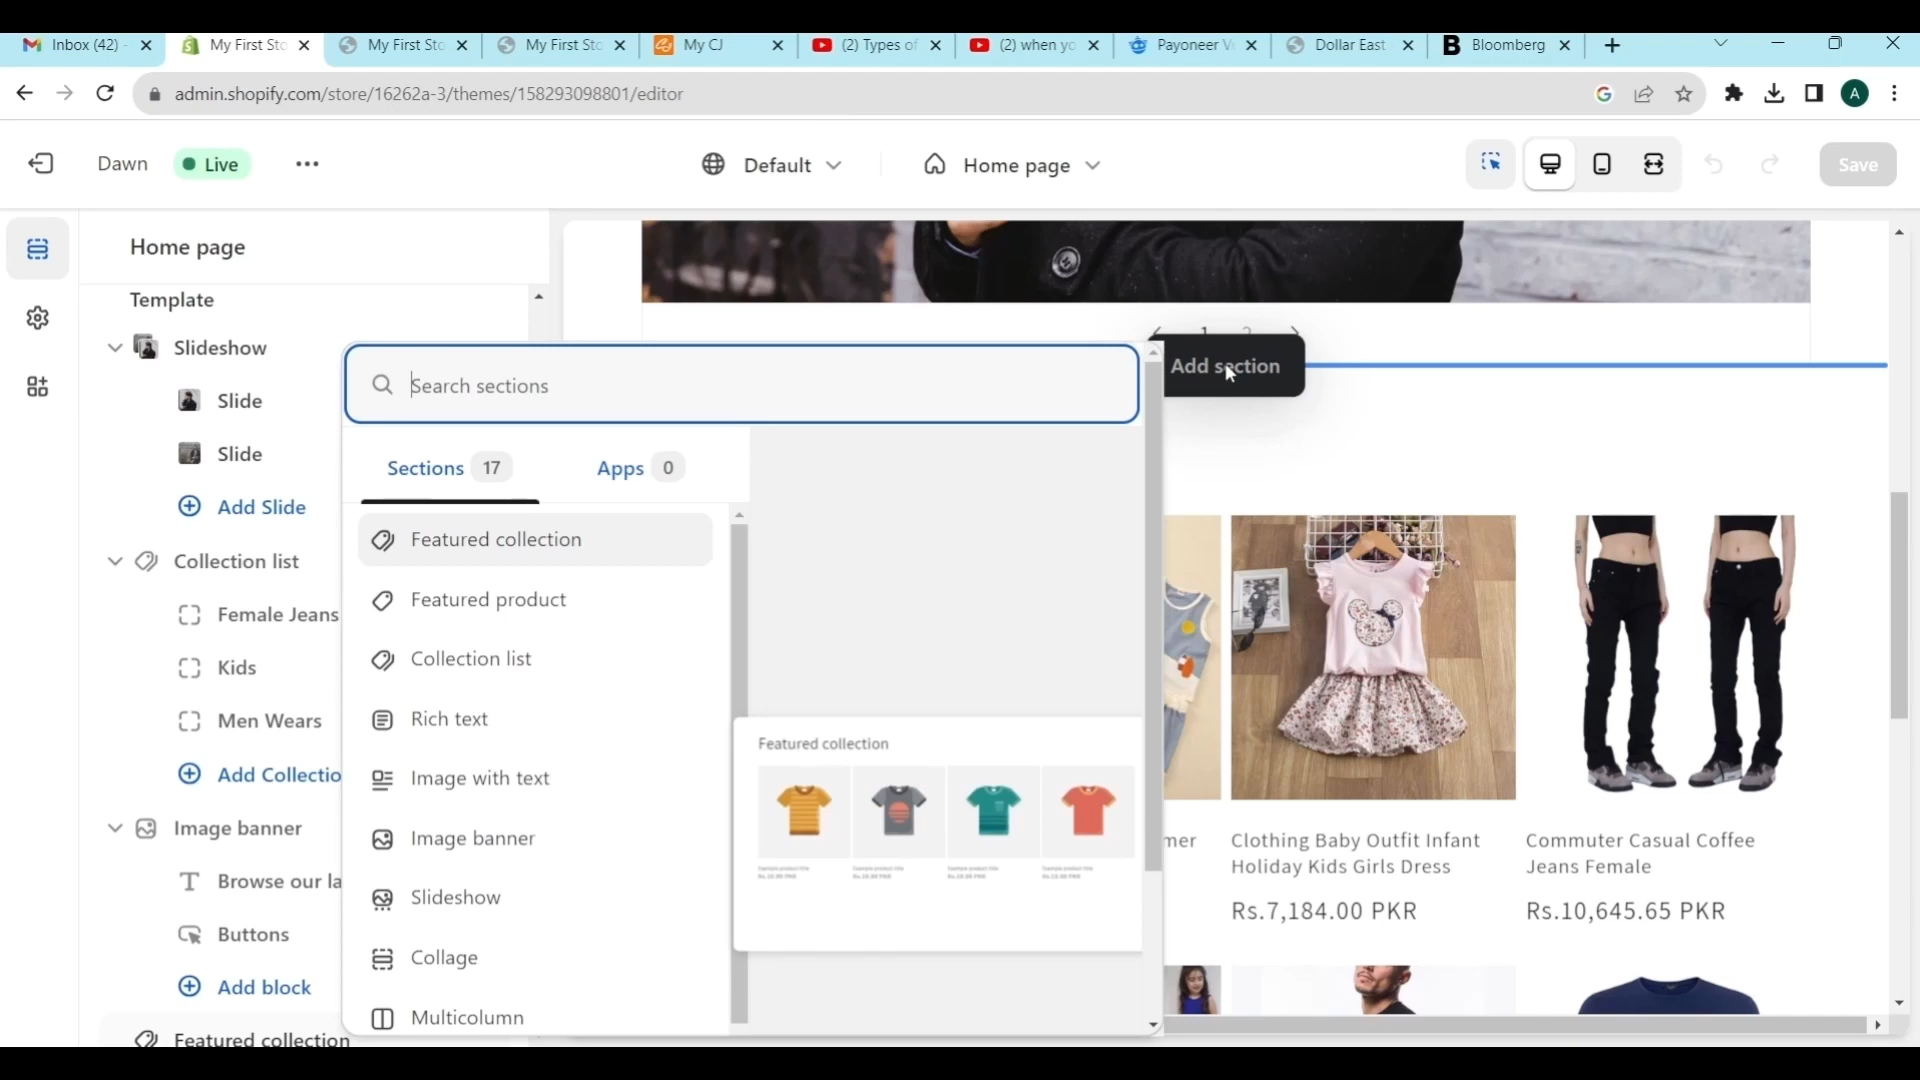 Inbox (42)
My First Sto
My First Sto
My First Sto
My CJ
(2) Types of
(2) when yo
Payoneer V
Dollar East
Bloomberg
admin.shopify.com/store/16262a-3/themes/158293098801/editor
A
Dawn
Live
Default
Home page
Save
Home page
Template
Slideshow
Slide
Slide
Add Slide
Collection list
Female Jeans
Kids
Men Wears
Add Collectio
Image banner
Browse our la
Buttons
Add block
Featured collection
Search sections
Sections 17
Apps 0
Featured collection
Featured product
Collection list
Rich text
Image with text
Image banner
Slideshow
Collage
Multicolumn
Featured collection
1 2
Add section
mer
Clothing Baby Outfit Infant
Holiday Kids Girls Dress
Rs.7,184.00 PKR
Commuter Casual Coffee
Jeans Female
Rs.10,645.65 PKR